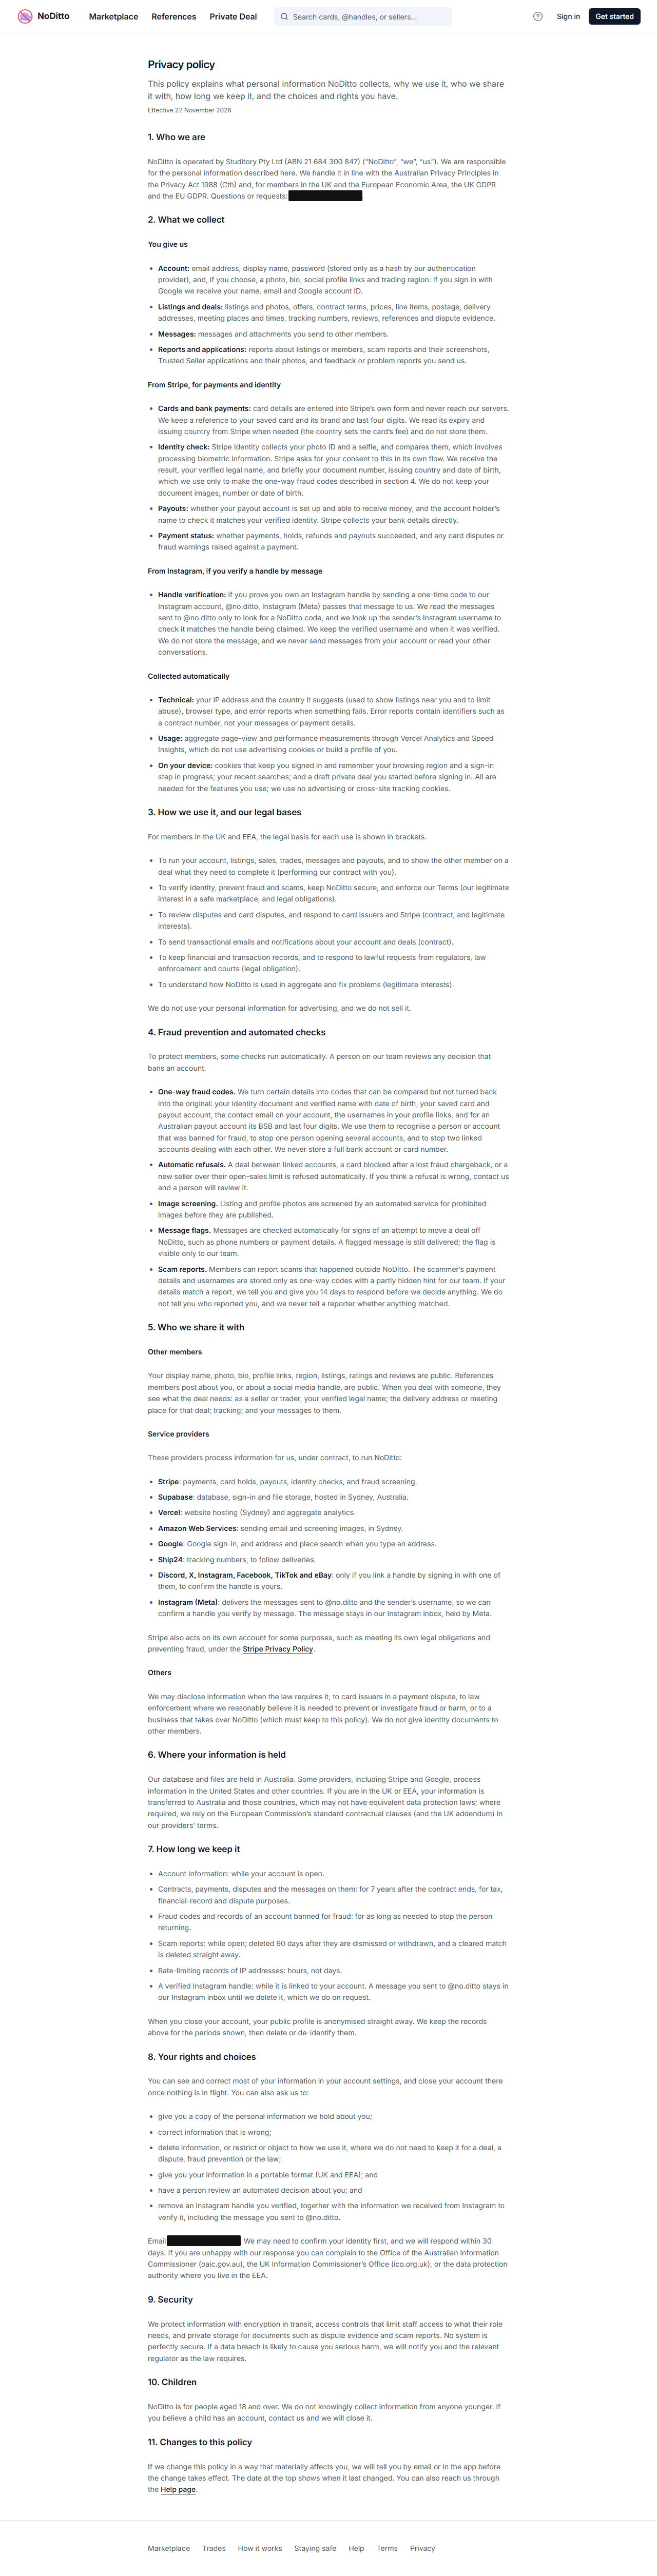 NoDitto
Marketplace
References
Private Deal
Search cards, @handles, or sellers...
Sign in
Get started
Privacy policy
This policy explains what personal information NoDitto collects, why we use it, who we share
it with, how long we keep it, and the choices and rights you have.
Effective 22 November 2026
1. Who we are
NoDitto is operated by Studitory Pty Ltd (ABN 21 684 300 847) (“NoDitto”, “we”, “us”). We are responsible
for the personal information described here. We handle it in line with the Australian Privacy Principles in
the Privacy Act 1988 (Cth) and, for members in the UK and the European Economic Area, the UK GDPR
and the EU GDPR. Questions or requests:
2. What we collect
You give us
• Account: email address, display name, password (stored only as a hash by our authentication
provider), and, if you choose, a photo, bio, social profile links and trading region. If you sign in with
Google we receive your name, email and Google account ID.
• Listings and deals: listings and photos, offers, contract terms, prices, line items, postage, delivery
addresses, meeting places and times, tracking numbers, reviews, references and dispute evidence.
• Messages: messages and attachments you send to other members.
• Reports and applications: reports about listings or members, scam reports and their screenshots,
Trusted Seller applications and their photos, and feedback or problem reports you send us.
From Stripe, for payments and identity
• Cards and bank payments: card details are entered into Stripe’s own form and never reach our servers.
We keep a reference to your saved card and its brand and last four digits. We read its expiry and
issuing country from Stripe when needed (the country sets the card’s fee) and do not store them.
• Identity check: Stripe Identity collects your photo ID and a selfie, and compares them, which involves
processing biometric information. Stripe asks for your consent to this in its own flow. We receive the
result, your verified legal name, and briefly your document number, issuing country and date of birth,
which we use only to make the one-way fraud codes described in section 4. We do not keep your
document images, number or date of birth.
• Payouts: whether your payout account is set up and able to receive money, and the account holder’s
name to check it matches your verified identity. Stripe collects your bank details directly.
• Payment status: whether payments, holds, refunds and payouts succeeded, and any card disputes or
fraud warnings raised against a payment.
From Instagram, if you verify a handle by message
• Handle verification: if you prove you own an Instagram handle by sending a one-time code to our
Instagram account, @no.ditto, Instagram (Meta) passes that message to us. We read the messages
sent to @no.ditto only to look for a NoDitto code, and we look up the sender’s Instagram username to
check it matches the handle being claimed. We keep the verified username and when it was verified.
We do not store the message, and we never send messages from your account or read your other
conversations.
Collected automatically
• Technical: your IP address and the country it suggests (used to show listings near you and to limit
abuse), browser type, and error reports when something fails. Error reports contain identifiers such as
a contract number, not your messages or payment details.
• Usage: aggregate page-view and performance measurements through Vercel Analytics and Speed
Insights, which do not use advertising cookies or build a profile of you.
• On your device: cookies that keep you signed in and remember your browsing region and a sign-in
step in progress; your recent searches; and a draft private deal you started before signing in. All are
needed for the features you use; we use no advertising or cross-site tracking cookies.
3. How we use it, and our legal bases
For members in the UK and EEA, the legal basis for each use is shown in brackets.
• To run your account, listings, sales, trades, messages and payouts, and to show the other member on a
deal what they need to complete it (performing our contract with you).
• To verify identity, prevent fraud and scams, keep NoDitto secure, and enforce our Terms (our legitimate
interest in a safe marketplace, and legal obligations).
• To review disputes and card disputes, and respond to card issuers and Stripe (contract, and legitimate
interests).
• To send transactional emails and notifications about your account and deals (contract).
• To keep financial and transaction records, and to respond to lawful requests from regulators, law
enforcement and courts (legal obligation).
• To understand how NoDitto is used in aggregate and fix problems (legitimate interests).
We do not use your personal information for advertising, and we do not sell it.
4. Fraud prevention and automated checks
To protect members, some checks run automatically. A person on our team reviews any decision that
bans an account.
• One-way fraud codes. We turn certain details into codes that can be compared but not turned back
into the original: your identity document and verified name with date of birth, your saved card and
payout account, the contact email on your account, the usernames in your profile links, and for an
Australian payout account its BSB and last four digits. We use them to recognise a person or account
that was banned for fraud, to stop one person opening several accounts, and to stop two linked
accounts dealing with each other. We never store a full bank account or card number.
• Automatic refusals. A deal between linked accounts, a card blocked after a lost fraud chargeback, or a
new seller over their open-sales limit is refused automatically. If you think a refusal is wrong, contact us
and a person will review it.
• Image screening. Listing and profile photos are screened by an automated service for prohibited
images before they are published.
• Message flags. Messages are checked automatically for signs of an attempt to move a deal off
NoDitto, such as phone numbers or payment details. A flagged message is still delivered; the flag is
visible only to our team.
• Scam reports. Members can report scams that happened outside NoDitto. The scammer’s payment
details and usernames are stored only as one-way codes with a partly hidden hint for our team. If your
details match a report, we tell you and give you 14 days to respond before we decide anything. We do
not tell you who reported you, and we never tell a reporter whether anything matched.
5. Who we share it with
Other members
Your display name, photo, bio, profile links, region, listings, ratings and reviews are public. References
members post about you, or about a social media handle, are public. When you deal with someone, they
see what the deal needs: as a seller or trader, your verified legal name; the delivery address or meeting
place for that deal; tracking; and your messages to them.
Service providers
These providers process information for us, under contract, to run NoDitto:
• Stripe: payments, card holds, payouts, identity checks, and fraud screening.
• Supabase: database, sign-in and file storage, hosted in Sydney, Australia.
• Vercel: website hosting (Sydney) and aggregate analytics.
• Amazon Web Services: sending email and screening images, in Sydney.
• Google: Google sign-in, and address and place search when you type an address.
• Ship24: tracking numbers, to follow deliveries.
• Discord, X, Instagram, Facebook, TikTok and eBay: only if you link a handle by signing in with one of
them, to confirm the handle is yours.
• Instagram (Meta): delivers the messages sent to @no.ditto and the sender’s username, so we can
confirm a handle you verify by message. The message stays in our Instagram inbox, held by Meta.
Stripe also acts on its own account for some purposes, such as meeting its own legal obligations and
preventing fraud, under the Stripe Privacy Policy.
Others
We may disclose information when the law requires it, to card issuers in a payment dispute, to law
enforcement where we reasonably believe it is needed to prevent or investigate fraud or harm, or to a
business that takes over NoDitto (which must keep to this policy). We do not give identity documents to
other members.
6. Where your information is held
Our database and files are held in Australia. Some providers, including Stripe and Google, process
information in the United States and other countries. If you are in the UK or EEA, your information is
transferred to Australia and those countries, which may not have equivalent data protection laws; where
required, we rely on the European Commission’s standard contractual clauses (and the UK addendum) in
our providers’ terms.
7. How long we keep it
• Account information: while your account is open.
• Contracts, payments, disputes and the messages on them: for 7 years after the contract ends, for tax,
financial-record and dispute purposes.
• Fraud codes and records of an account banned for fraud: for as long as needed to stop the person
returning.
• Scam reports: while open; deleted 90 days after they are dismissed or withdrawn, and a cleared match
is deleted straight away.
• Rate-limiting records of IP addresses: hours, not days.
• A verified Instagram handle: while it is linked to your account. A message you sent to @no.ditto stays in
our Instagram inbox until we delete it, which we do on request.
When you close your account, your public profile is anonymised straight away. We keep the records
above for the periods shown, then delete or de-identify them.
8. Your rights and choices
You can see and correct most of your information in your account settings, and close your account there
once nothing is in flight. You can also ask us to:
• give you a copy of the personal information we hold about you;
• correct information that is wrong;
• delete information, or restrict or object to how we use it, where we do not need to keep it for a deal, a
dispute, fraud prevention or the law;
• give you your information in a portable format (UK and EEA); and
• have a person review an automated decision about you; and
• remove an Instagram handle you verified, together with the information we received from Instagram to
verify it, including the message you sent to @no.ditto.
Email We may need to confirm your identity first, and we will respond within 30
days. If you are unhappy with our response you can complain to the Office of the Australian Information
Commissioner (oaic.gov.au), the UK Information Commissioner’s Office (ico.org.uk), or the data protection
authority where you live in the EEA.
9. Security
We protect information with encryption in transit, access controls that limit staff access to what their role
needs, and private storage for documents such as dispute evidence and scam reports. No system is
perfectly secure. If a data breach is likely to cause you serious harm, we will notify you and the relevant
regulator as the law requires.
10. Children
NoDitto is for people aged 18 and over. We do not knowingly collect information from anyone younger. If
you believe a child has an account, contact us and we will close it.
11. Changes to this policy
If we change this policy in a way that materially affects you, we will tell you by email or in the app before
the change takes effect. The date at the top shows when it last changed. You can also reach us through
the Help page.
Marketplace
Trades
How it works
Staying safe
Help
Terms
Privacy